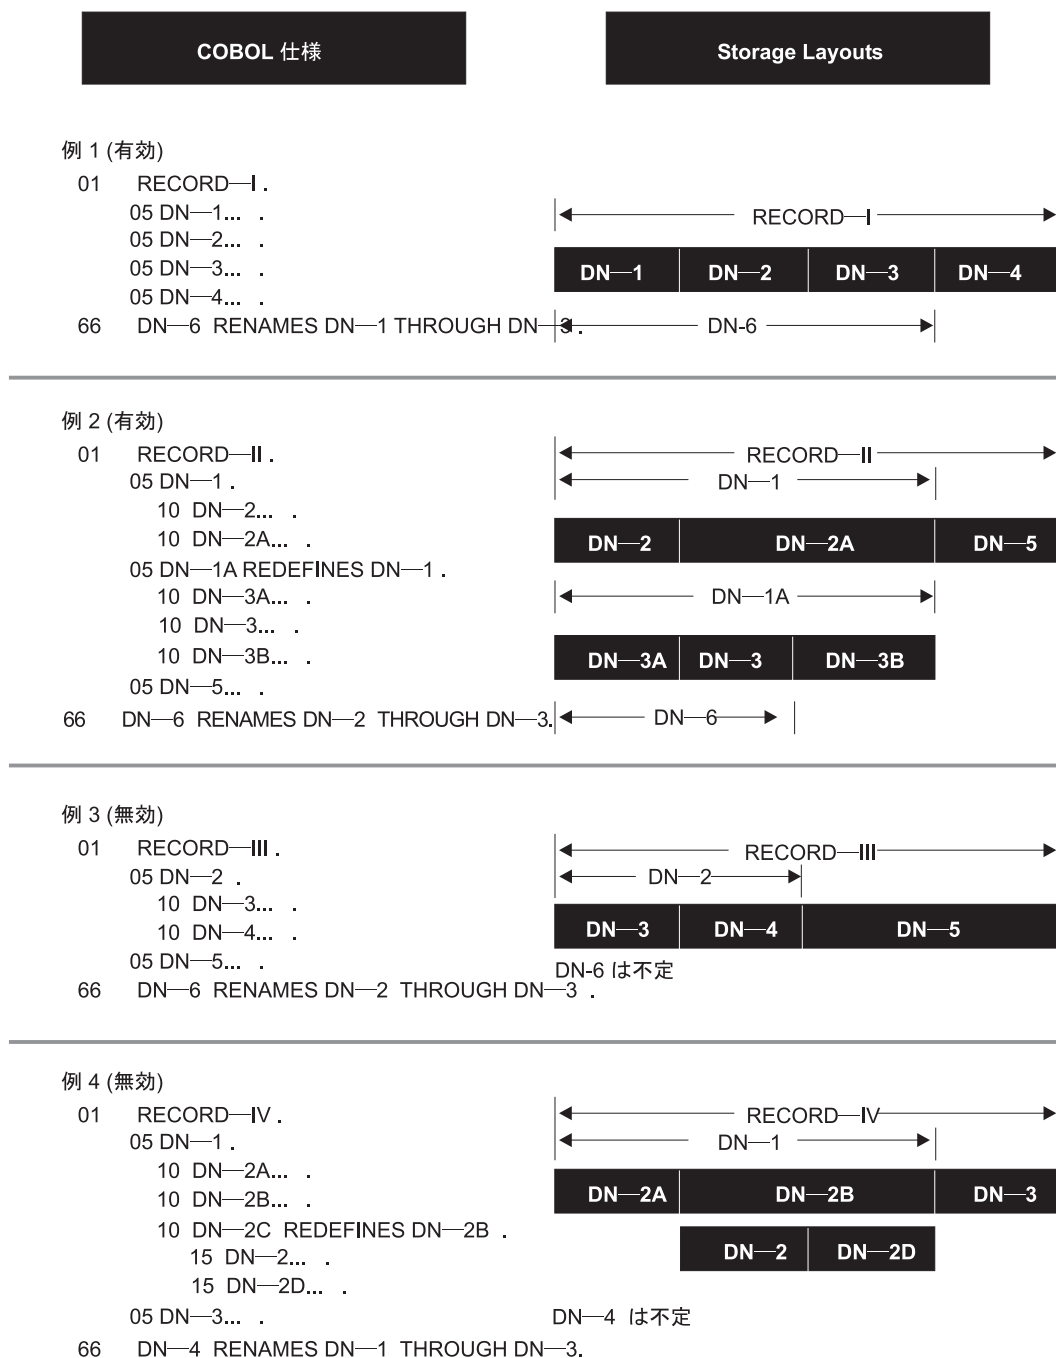 COBOL 仕様
Storage Layouts
例 1 (有効)
01 RECORD—I .
05 DN—1... .
05 DN—2... .
05 DN—3... .
05 DN—4... .
66 DN—6 RENAMES DN—1 THROUGH DN—3 .
RECORD—I
DN—1 DN—2 DN—3 DN—4
DN-6
例 2 (有効)
01 RECORD—II .
05 DN—1 .
10 DN—2... .
10 DN—2A... .
05 DN—1A REDEFINES DN—1 .
10 DN—3A... .
10 DN—3... .
10 DN—3B... .
05 DN—5... .
66 DN—6 RENAMES DN—2 THROUGH DN—3.
RECORD—II
DN—1
DN—2 DN—2A DN—5
DN—1A
DN—3A DN—3 DN—3B
DN—6
例 3 (無効)
01 RECORD—III .
05 DN—2 .
10 DN—3... .
10 DN—4... .
05 DN—5... .
66 DN—6 RENAMES DN—2 THROUGH DN—3 .
RECORD—III
DN—2
DN—3 DN—4 DN—5
DN-6 は不定
例 4 (無効)
01 RECORD—IV .
05 DN—1 .
10 DN—2A... .
10 DN—2B... .
10 DN—2C REDEFINES DN—2B .
15 DN—2... .
15 DN—2D... .
05 DN—3... .
66 DN—4 RENAMES DN—1 THROUGH DN—3.
RECORD—IV
DN—1
DN—2A DN—2B DN—3
DN—2 DN—2D
DN—4 は不定